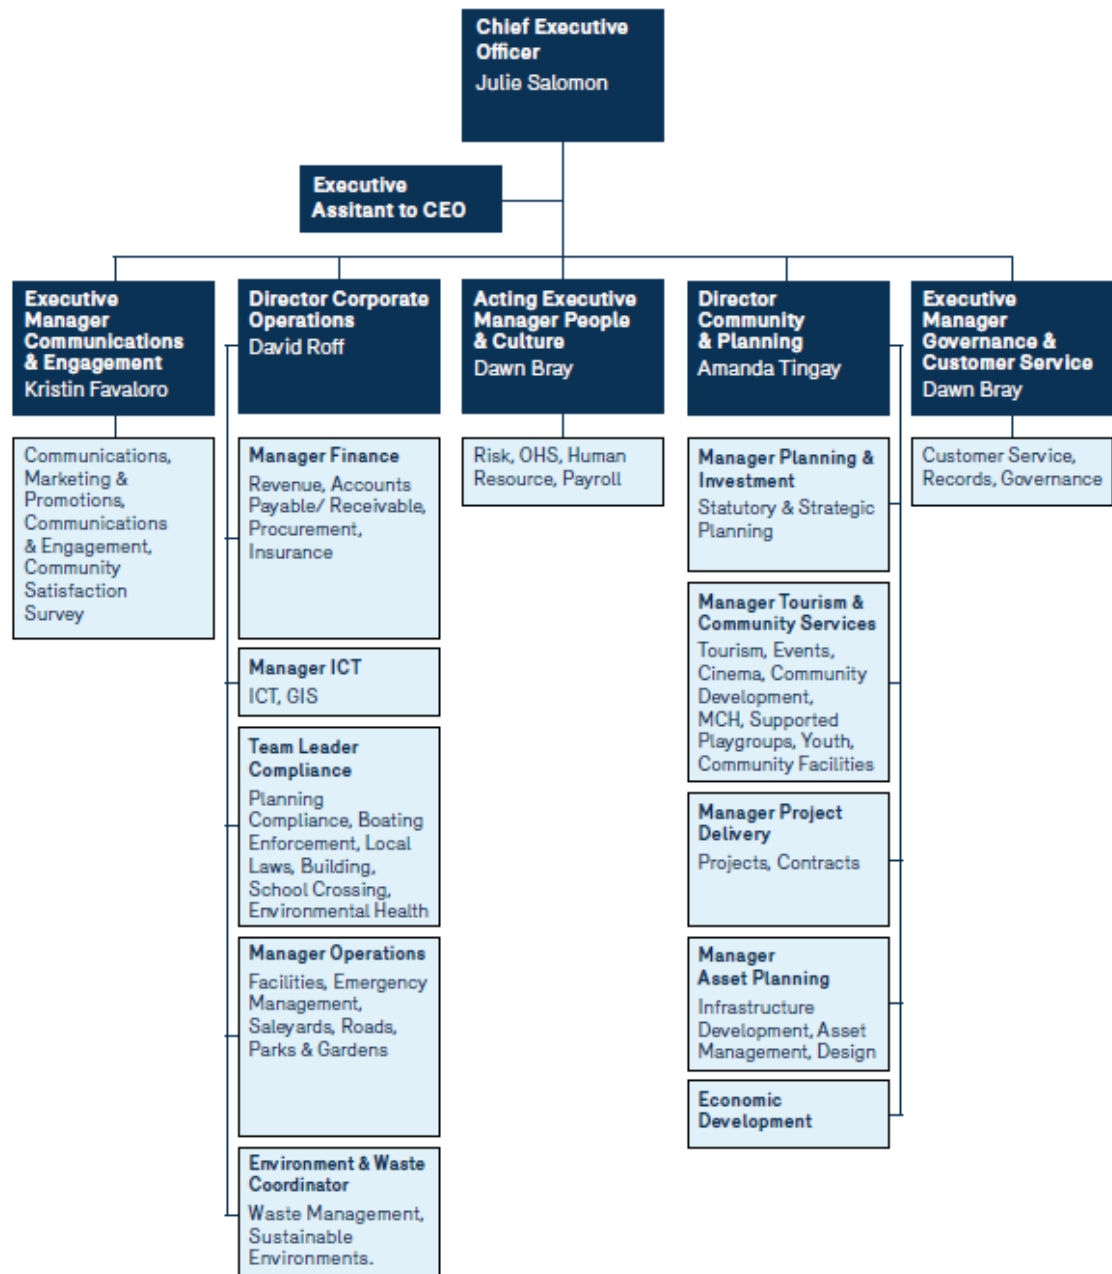 Chief Executive
Officer
Julie Salomon
Executive
Assitant to CEO
Executive
Manager
Communications
& Engagement
Kristin Favaloro
Communications,
Marketing &
Promotions,
Communications
& Engagement,
Community
Satisfaction
Survey
Director Corporate
Operations
David Roff
Manager Finance
Revenue, Accounts
Payable/ Receivable,
Procurement,
Insurance
Manager ICT
ICT, GIS
Team Leader
Compliance
Planning
Compliance, Boating
Enforcement, Local
Laws, Building,
School Crossing,
Environmental Health
Manager Operations
Facilities, Emergency
Management,
Saleyards, Roads,
Parks & Gardens
Environment & Waste
Coordinator
Waste Management,
Sustainable
Environments.
Acting Executive
Manager People
& Culture
Dawn Bray
Risk, OHS, Human
Resource, Payroll
Director
Community
& Planning
Amanda Tingay
Manager Planning &
Investment
Statutory & Strategic
Planning
Manager Tourism &
Community Services
Tourism, Events,
Cinema, Community
Development,
MCH, Supported
Playgroups, Youth,
Community Facilities
Manager Project
Delivery
Projects, Contracts
Manager
Asset Planning
Infrastructure
Development, Asset
Management, Design
Economic
Development
Executive
Manager
Governance &
Customer Service
Dawn Bray
Customer Service,
Records, Governance